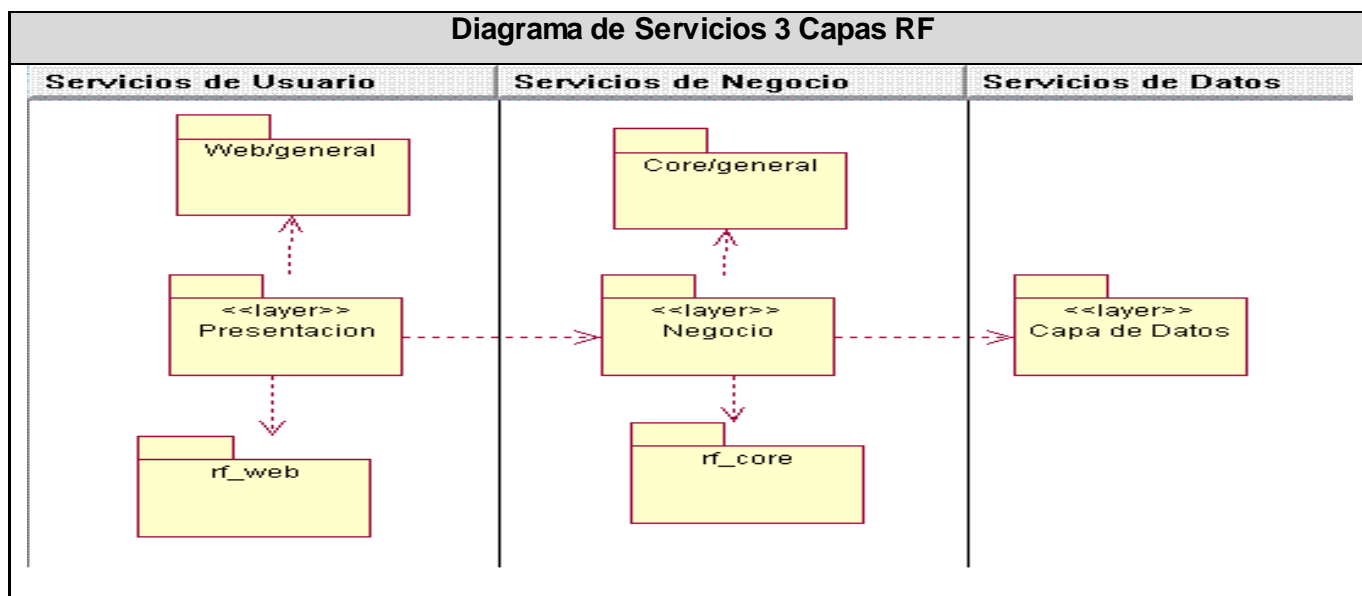 Diagrama de Servicios 3 Capas RF
Servicios de Usuario
Servicios de Negocio
Servicios de Datos
Web/general
Core/general
<<layer>>
Presentacion
<<layer>>
Negocio
<<layer>>
Capa de Datos
rf_web
rf_core